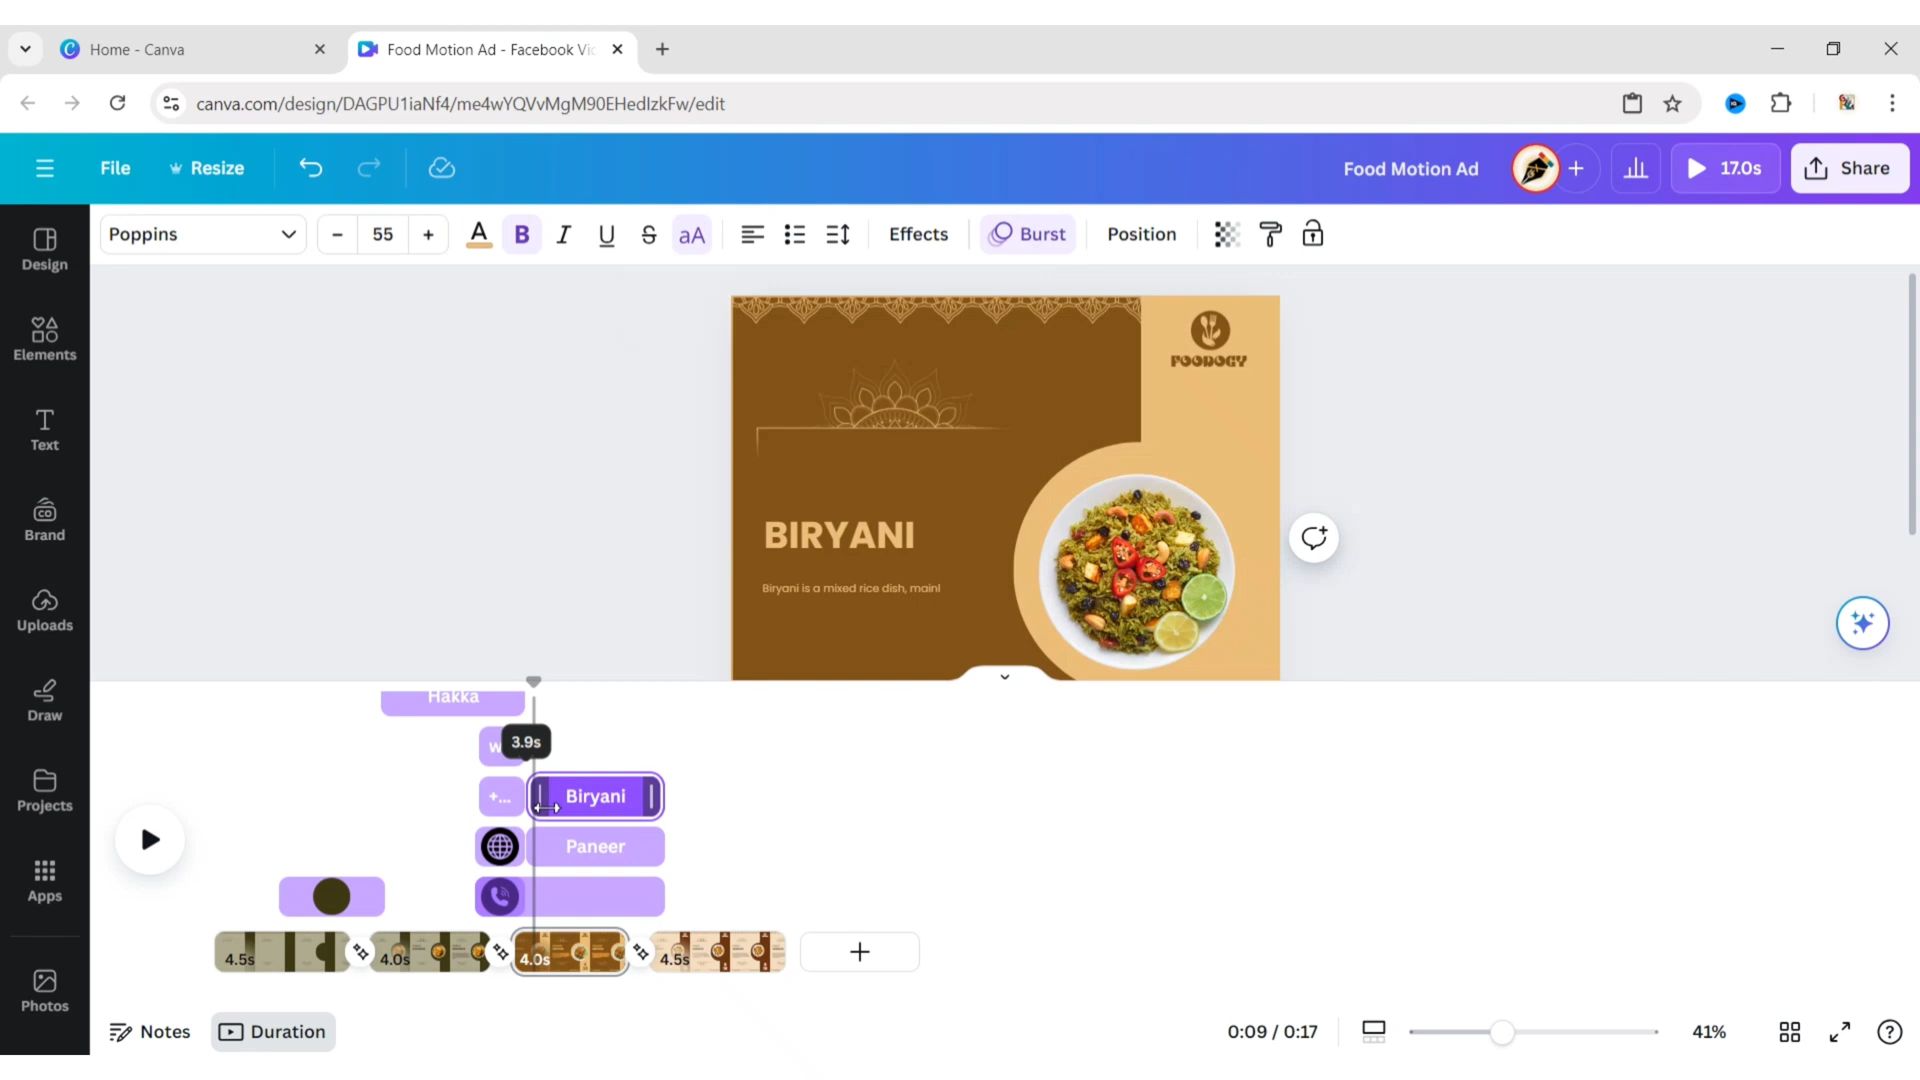 Home - Canva
Food Motion Ad - Facebook Vic
canva.com/design/DAGPU1iaNf4/me4wYQVvMgM90EHedIzkFw/edit
File
Resize
Food Motion Ad
17.0s
Share
Poppins
- 55 +
A B I U S aA
Effects
Burst
Position
Design
Elements
Text
Brand
Uploads
Draw
Projects
Apps
Photos
FOODOGY
BIRYANI
Biryani is a mixed rice dish, mainl
Hakka
3.9s
+...
Biryani
Paneer
4.5s
4.0s
4.0s
4.5s
Notes
Duration
0:09 / 0:17
41%